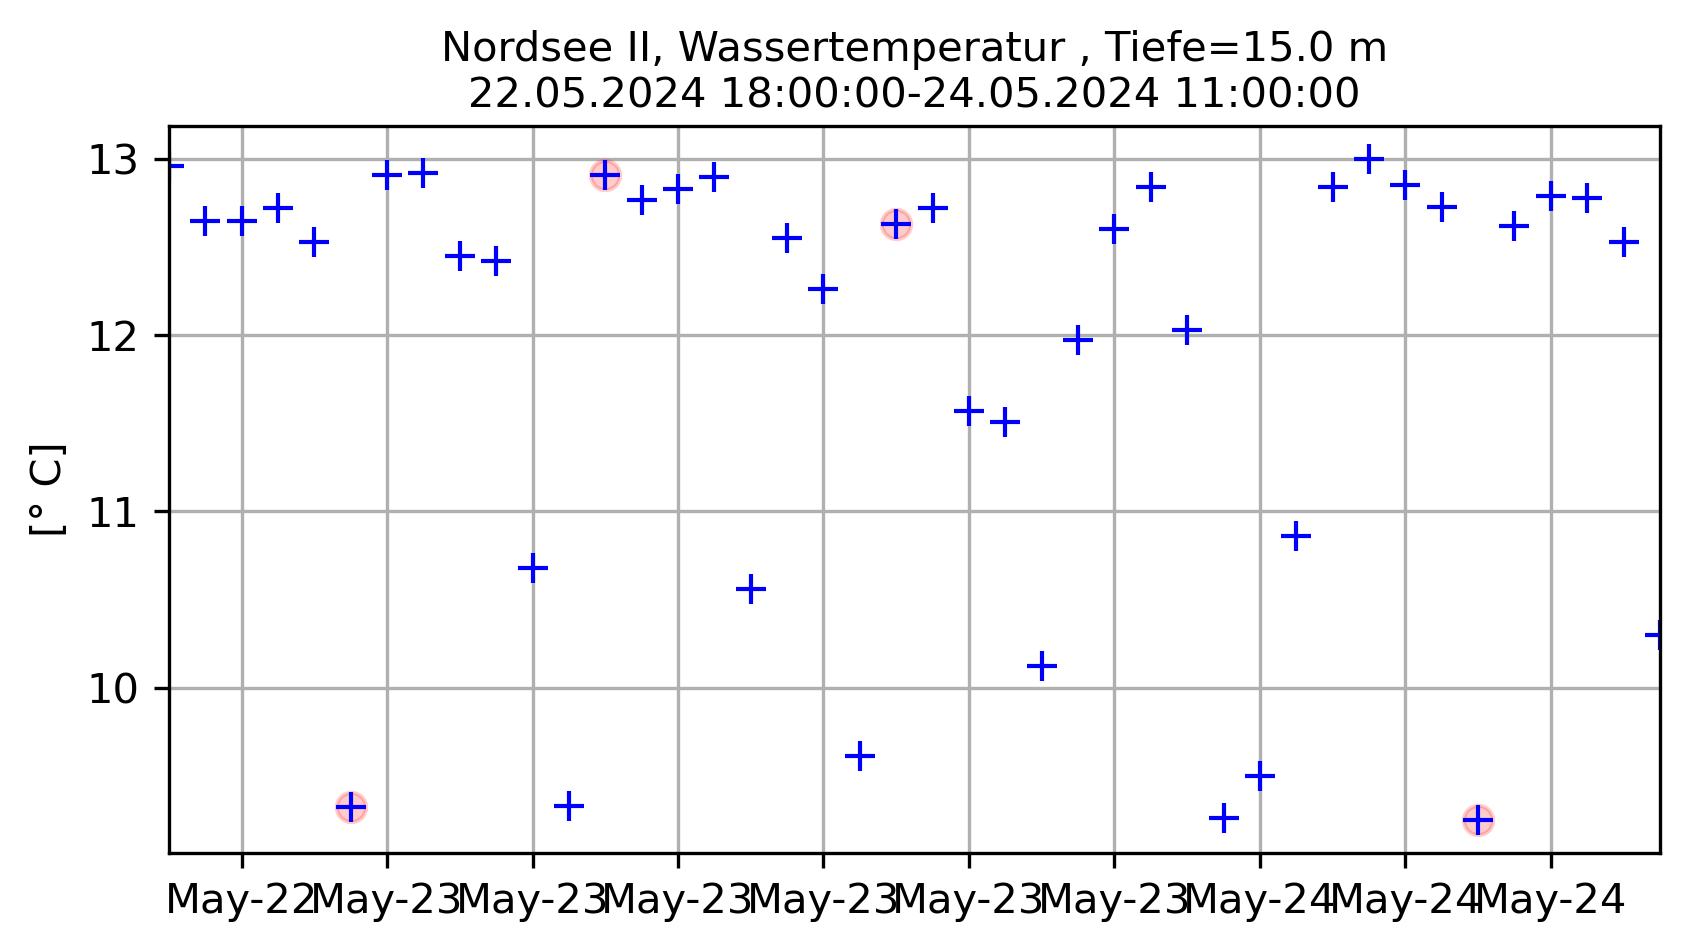 Nordsee II, Wassertemperatur , Tiefe=15.0 m
22.05.2024 18:00:00-24.05.2024 11:00:00
13
12
11
10
[° C]
May-22 May-23 May-23 May-23 May-23 May-23 May-23 May-24 May-24 May-24